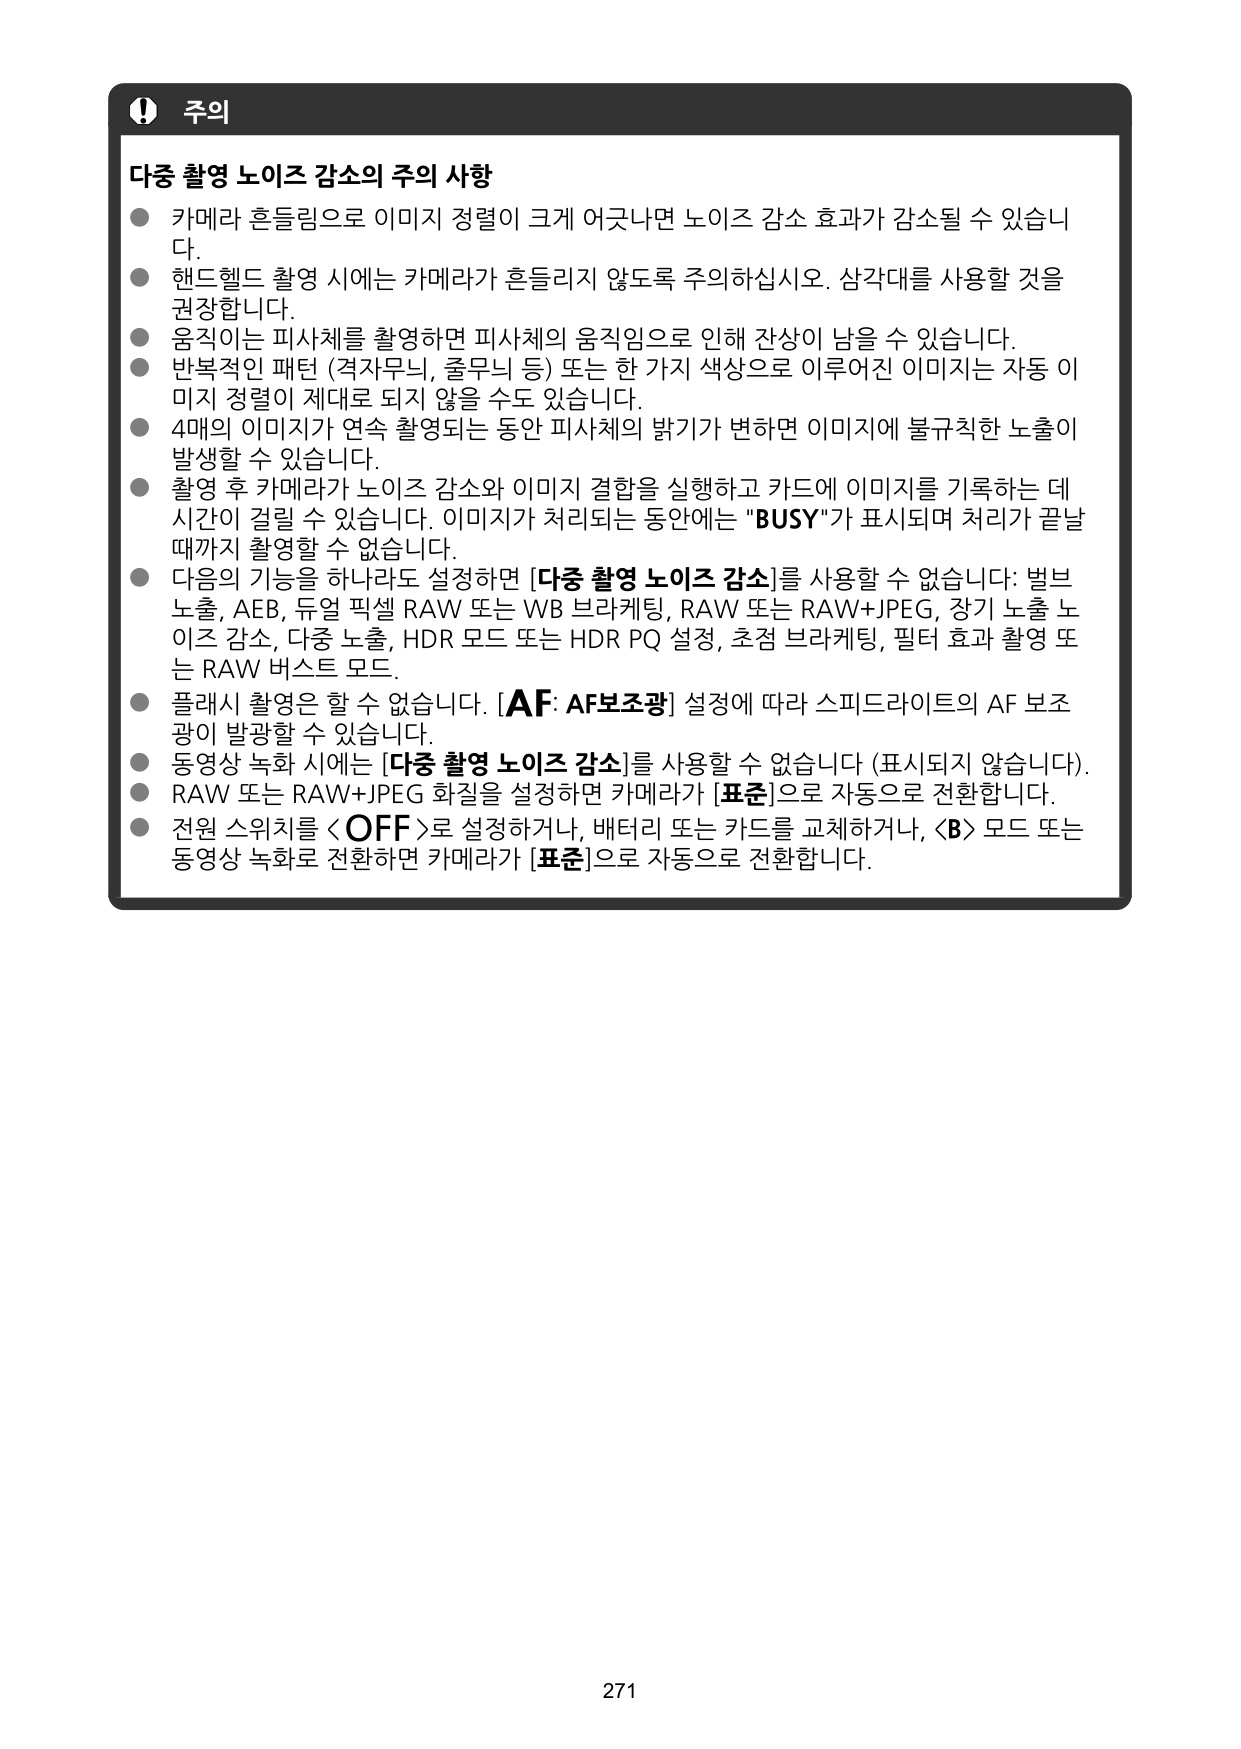 주의
다중 촬영 노이즈 감소의 주의 사항
● 카메라 흔들림으로 이미지 정렬이 크게 어긋나면 노이즈 감소 효과가 감소될 수 있습니
다.
● 핸드헬드 촬영 시에는 카메라가 흔들리지 않도록 주의하십시오. 삼각대를 사용할 것을
권장합니다.
● 움직이는 피사체를 촬영하면 피사체의 움직임으로 인해 잔상이 남을 수 있습니다.
● 반복적인 패턴 (격자무늬, 줄무늬 등) 또는 한 가지 색상으로 이루어진 이미지는 자동 이
미지 정렬이 제대로 되지 않을 수도 있습니다.
● 4매의 이미지가 연속 촬영되는 동안 피사체의 밝기가 변하면 이미지에 불규칙한 노출이
발생할 수 있습니다.
● 촬영 후 카메라가 노이즈 감소와 이미지 결합을 실행하고 카드에 이미지를 기록하는 데
시간이 걸릴 수 있습니다. 이미지가 처리되는 동안에는 "BUSY"가 표시되며 처리가 끝날
때까지 촬영할 수 없습니다.
● 다음의 기능을 하나라도 설정하면 [다중 촬영 노이즈 감소]를 사용할 수 없습니다: 벌브
노출, AEB, 듀얼 픽셀 RAW 또는 WB 브라케팅, RAW 또는 RAW+JPEG, 장기 노출 노
이즈 감소, 다중 노출, HDR 모드 또는 HDR PQ 설정, 초점 브라케팅, 필터 효과 촬영 또
는 RAW 버스트 모드.
● 플래시 촬영은 할 수 없습니다. [AF: AF보조광] 설정에 따라 스피드라이트의 AF 보조
광이 발광할 수 있습니다.
● 동영상 녹화 시에는 [다중 촬영 노이즈 감소]를 사용할 수 없습니다 (표시되지 않습니다).
● RAW 또는 RAW+JPEG 화질을 설정하면 카메라가 [표준]으로 자동으로 전환합니다.
● 전원 스위치를 <OFF>로 설정하거나, 배터리 또는 카드를 교체하거나, <B> 모드 또는
동영상 녹화로 전환하면 카메라가 [표준]으로 자동으로 전환합니다.
271